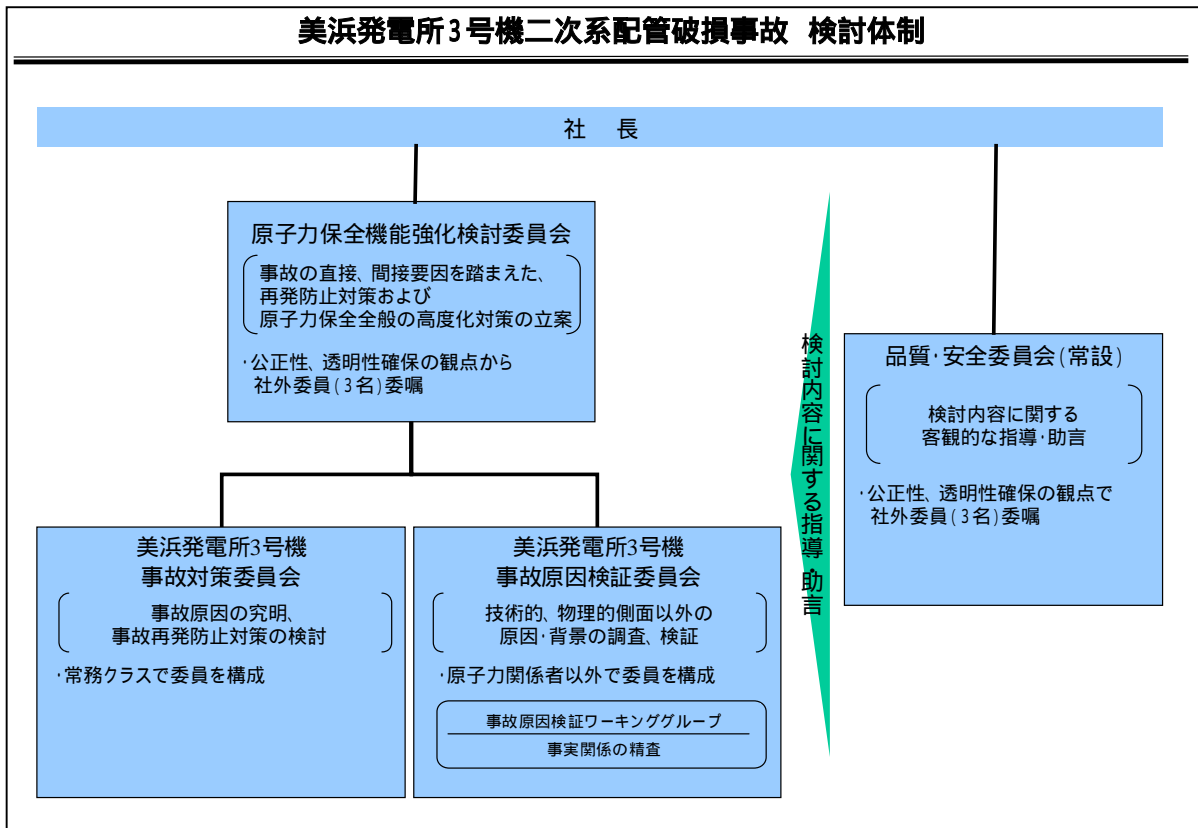 美浜発電所3号機二次系配管破損事故 検討体制
社 長
原子力保全機能強化検討委員会
事故の直接、間接要因を踏まえた、
再発防止対策および
原子力保全全般の高度化対策の立案
・公正性、透明性確保の観点から
社外委員(3名)委嘱
美浜発電所3号機
事故対策委員会
事故原因の究明、
事故再発防止対策の検討
・常務クラスで委員を構成
美浜発電所3号機
事故原因検証委員会
技術的、物理的側面以外の
原因・背景の調査、検証
・原子力関係者以外で委員を構成
事故原因検証ワーキンググループ
事実関係の精査
検討内容に関する指導・助言
品質・安全委員会(常設)
検討内容に関する
客観的な指導・助言
・公正性、透明性確保の観点で
社外委員(3名)委嘱